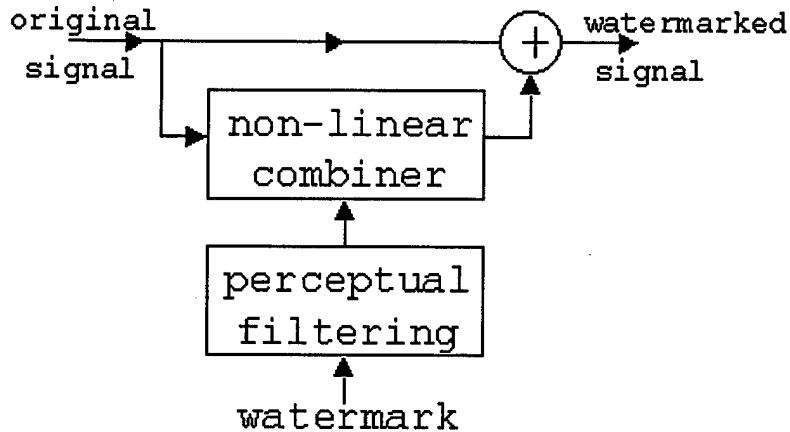 original
signal
+
watermarked
signal
non-linear
combiner
perceptual
filtering
watermark